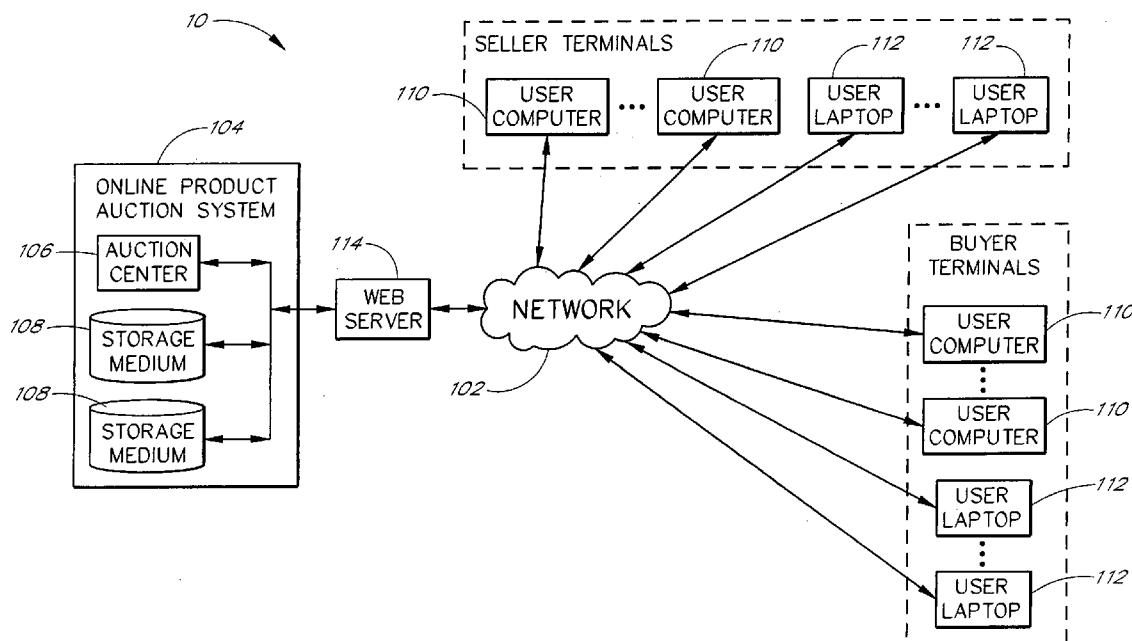 10
SELLER TERMINALS
110
112
112
110
USER
COMPUTER
USER
COMPUTER
USER
LAPTOP
USER
LAPTOP
104
ONLINE PRODUCT
AUCTION SYSTEM
106
AUCTION
CENTER
108
STORAGE
MEDIUM
108
STORAGE
MEDIUM
114
WEB
SERVER
NETWORK
102
BUYER
TERMINALS
USER
COMPUTER
110
USER
COMPUTER
110
USER
LAPTOP
112
USER
LAPTOP
112